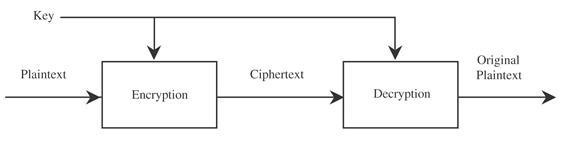 Key
Plaintext
Encryption
Ciphertext
Decryption
Original
Plaintext